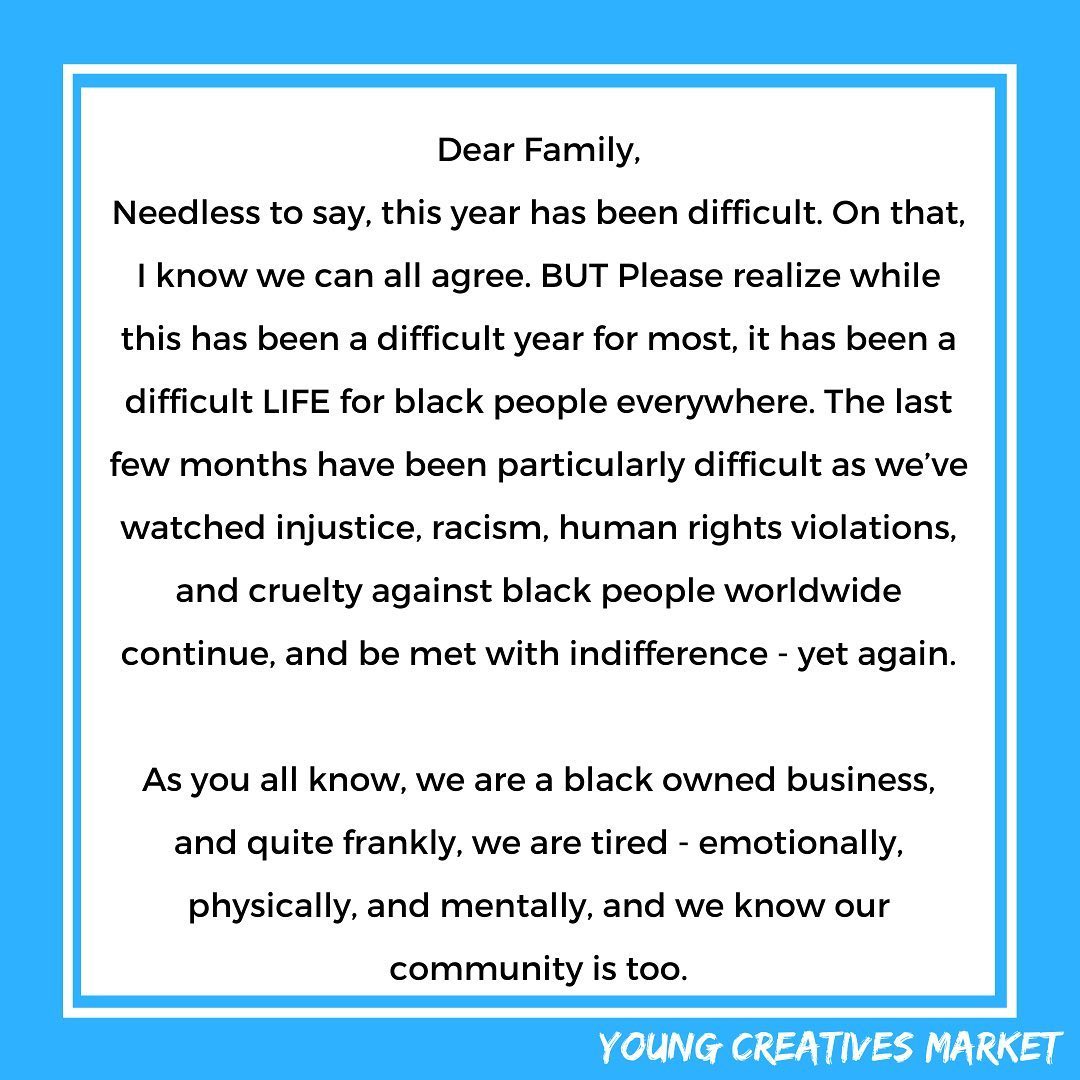 Dear Family,
Needless to say, this year has been difficult. On that,
I know we can all agree. BUT Please realize while
this has been a difficult year for most, it has been a
difficult LIFE for black people everywhere. The last
few months have been particularly difficult as we’ve
watched injustice, racism, human rights violations,
and cruelty against black people worldwide
continue, and be met with indifference - yet again.
As you all know, we are a black owned business,
and quite frankly, we are tired - emotionally,
physically, and mentally, and we know our
community is too.
YOUNG CREATIVES MARKET